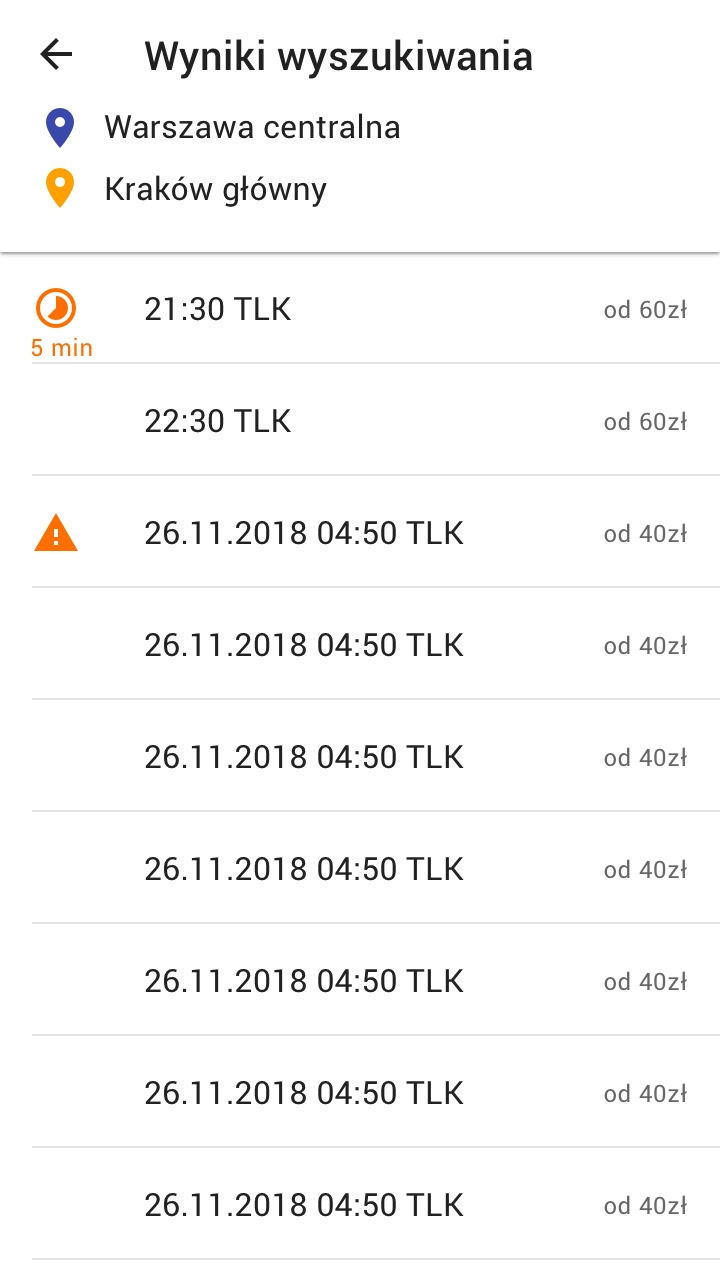 Wyniki wyszukiwania
Warszawa centralna
Kraków główny
21:30 TLK od 60zł
5 min
22:30 TLK od 60zł
26.11.2018 04:50 TLK od 40zł
26.11.2018 04:50 TLK od 40zł
26.11.2018 04:50 TLK od 40zł
26.11.2018 04:50 TLK od 40zł
26.11.2018 04:50 TLK od 40zł
26.11.2018 04:50 TLK od 40zł
26.11.2018 04:50 TLK od 40zł